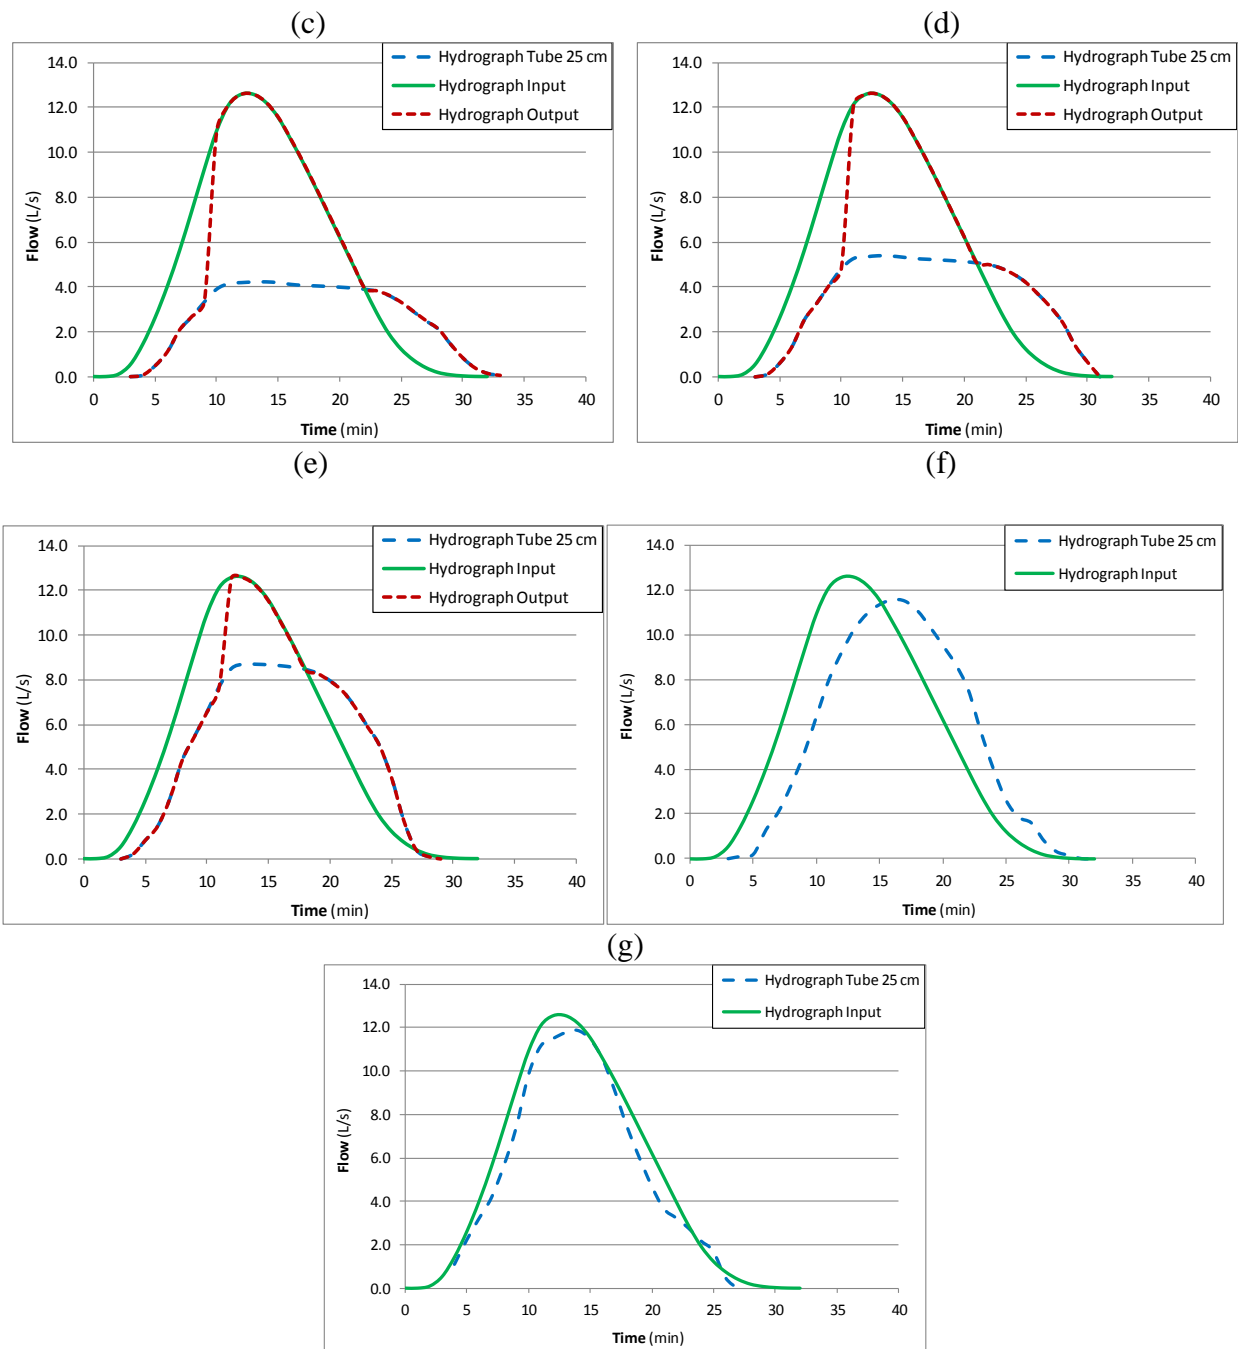 (c)
(d)
Hydrograph Tube 25 cm
Hydrograph Input
Hydrograph Output
14.0
12.0
10.0
8.0
6.0
4.0
2.0
0.0
Flow (L/s)
0 5 10 15 20 25 30 35 40
Time (min)
Hydrograph Tube 25 cm
Hydrograph Input
Hydrograph Output
14.0
12.0
10.0
8.0
6.0
4.0
2.0
0.0
Flow (L/s)
0 5 10 15 20 25 30 35 40
Time (min)
(e)
(f)
Hydrograph Tube 25 cm
Hydrograph Input
Hydrograph Output
14.0
12.0
10.0
8.0
6.0
4.0
2.0
0.0
Flow (L/s)
0 5 10 15 20 25 30 35 40
Time (min)
Hydrograph Tube 25 cm
Hydrograph Input
14.0
12.0
10.0
8.0
6.0
4.0
2.0
0.0
Flow (L/s)
0 5 10 15 20 25 30 35 40
Time (min)
(g)
Hydrograph Tube 25 cm
Hydrograph Input
14.0
12.0
10.0
8.0
6.0
4.0
2.0
0.0
Flow (L/s)
0 5 10 15 20 25 30 35 40
Time (min)